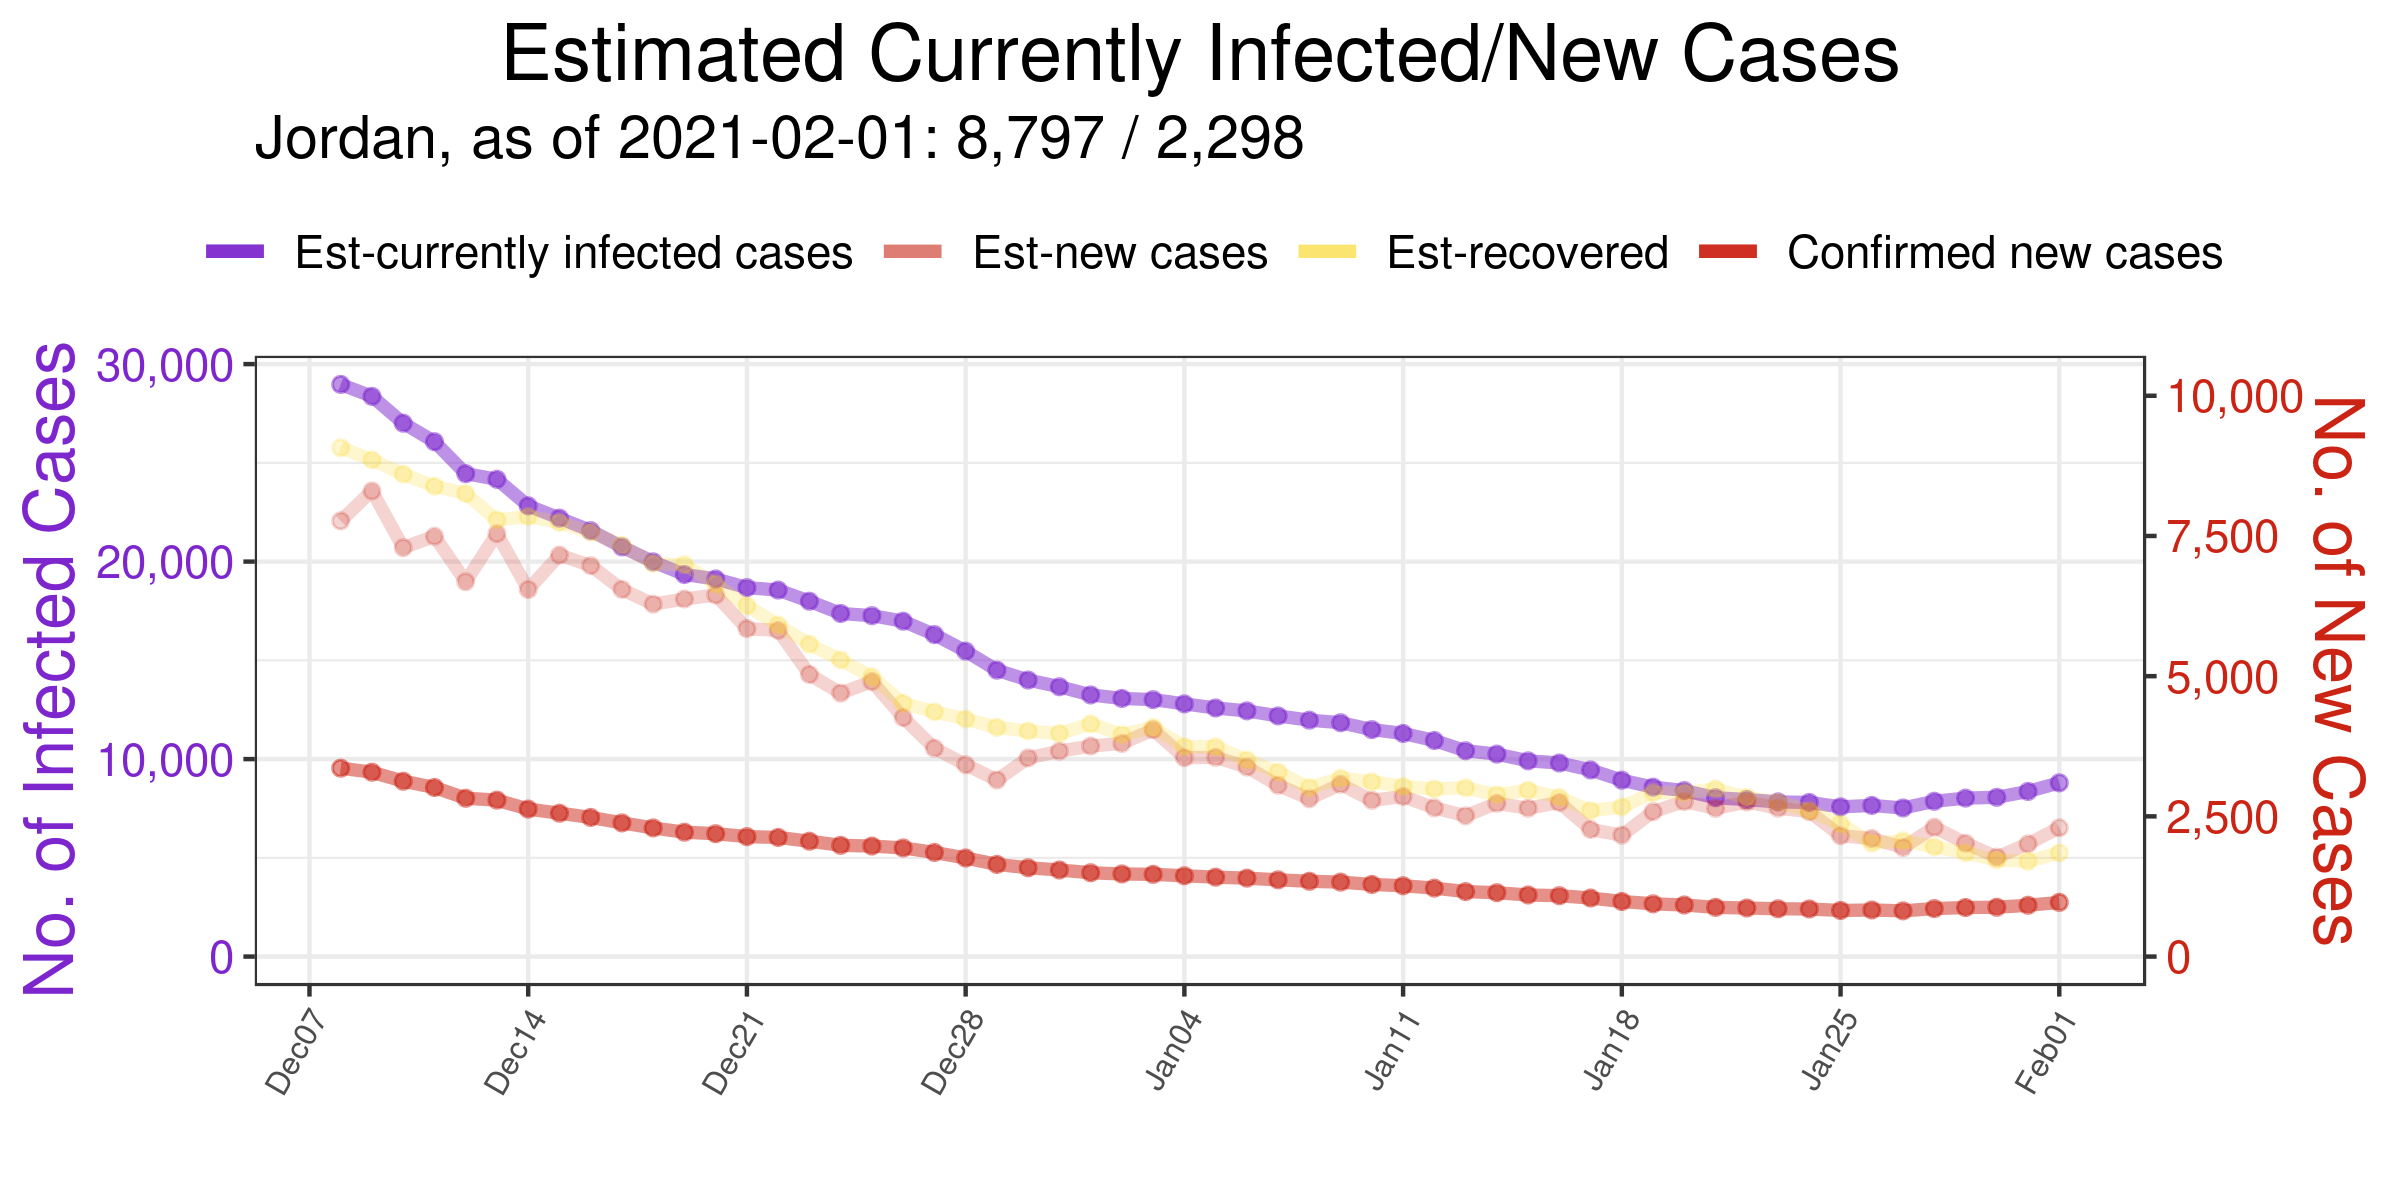 Estimated Currently Infected/New Cases
Jordan, as of 2021-02-01: 8,797 / 2,298
Est-currently infected cases Est-new cases Est-recovered Confirmed new cases
No. of Infected Cases
30,000
20,000
10,000
0
10,000
7,500
5,000
2,500
0
No. of New Cases
Dec07 Dec14 Dec21 Dec28 Jan04 Jan11 Jan18 Jan25 Feb01